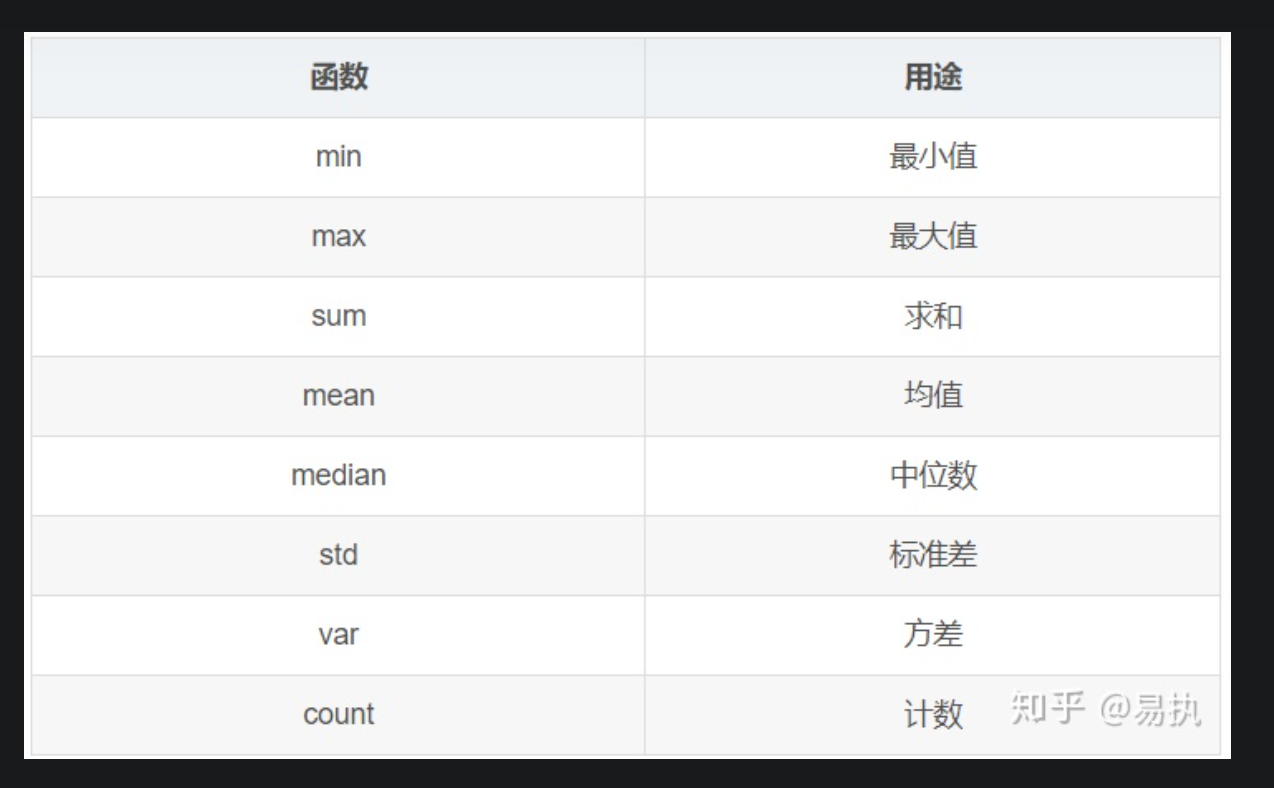 函数 用途
min 最小值
max 最大值
sum 求和
mean 均值
median 中位数
std 标准差
var 方差
count 计数
知乎 @易执